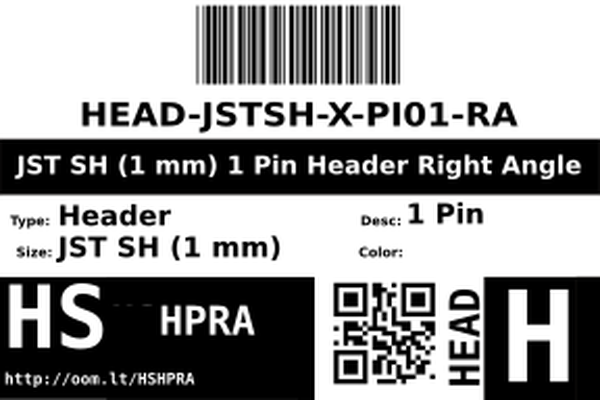 HEAD-JSTSH-X-PI01-RA
JST SH (1 mm) 1 Pin Header Right Angle
Type: Header
Desc: 1 Pin
Size: JST SH (1 mm)
Color:
HS
HPRA
http://oom.lt/HSHPRA
HEAD
H